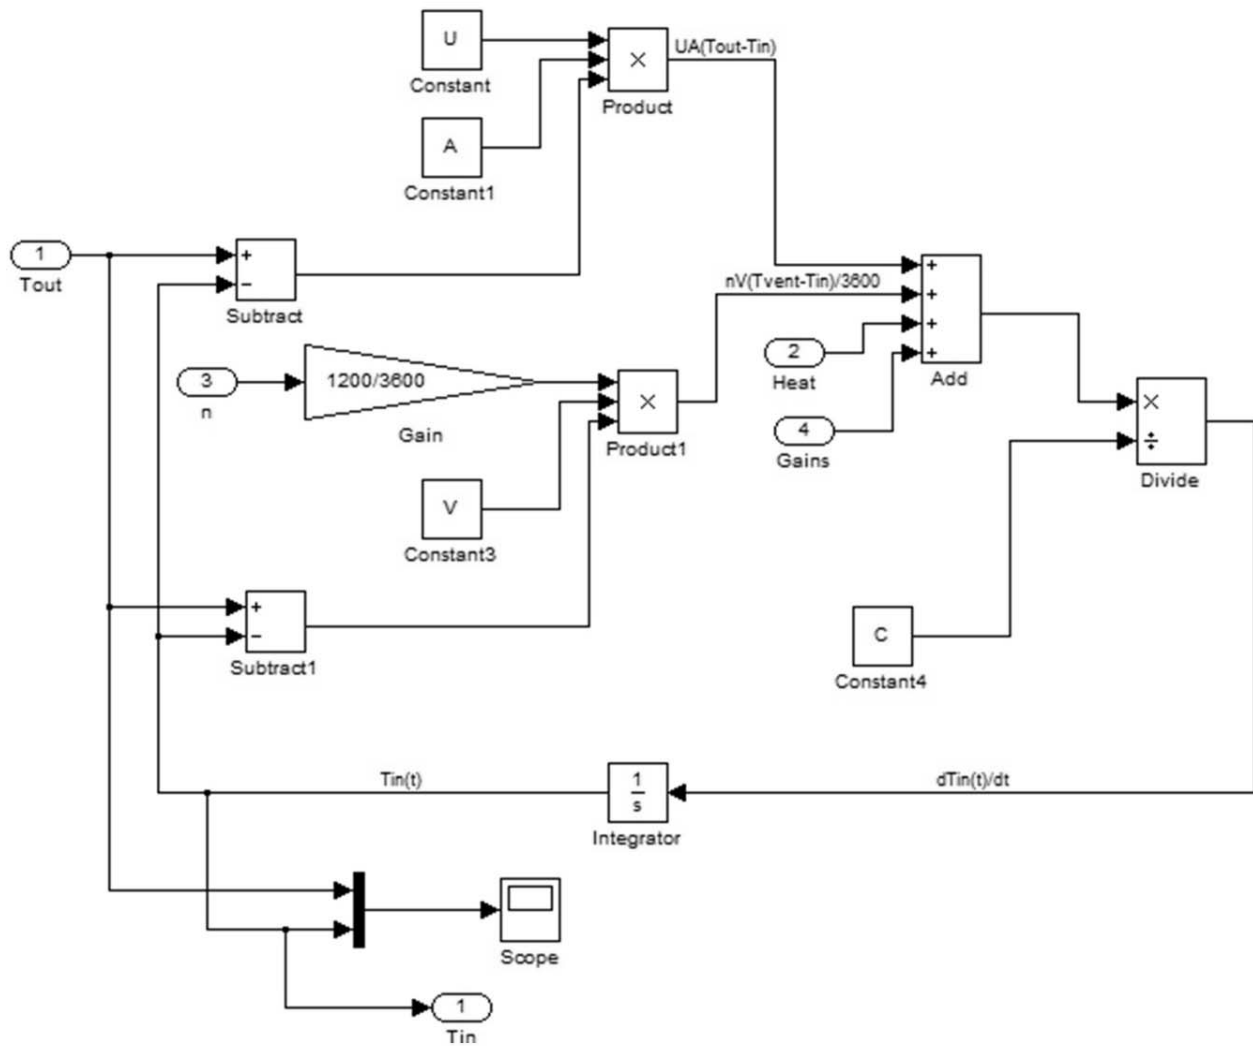 U
Constant
×
UA(Tout-Tin)
Product
A
Constant1
1
Tout
+
−
Subtract
nV(Tvent-Tin)/3600
+
+
+
+
Add
2
Heat
3
n
1200/3600
Gain
×
Product1
4
Gains
×
÷
Divide
V
Constant3
+
−
Subtract1
C
Constant4
Tin(t)
1
s
Integrator
dTin(t)/dt
Scope
1
Tin